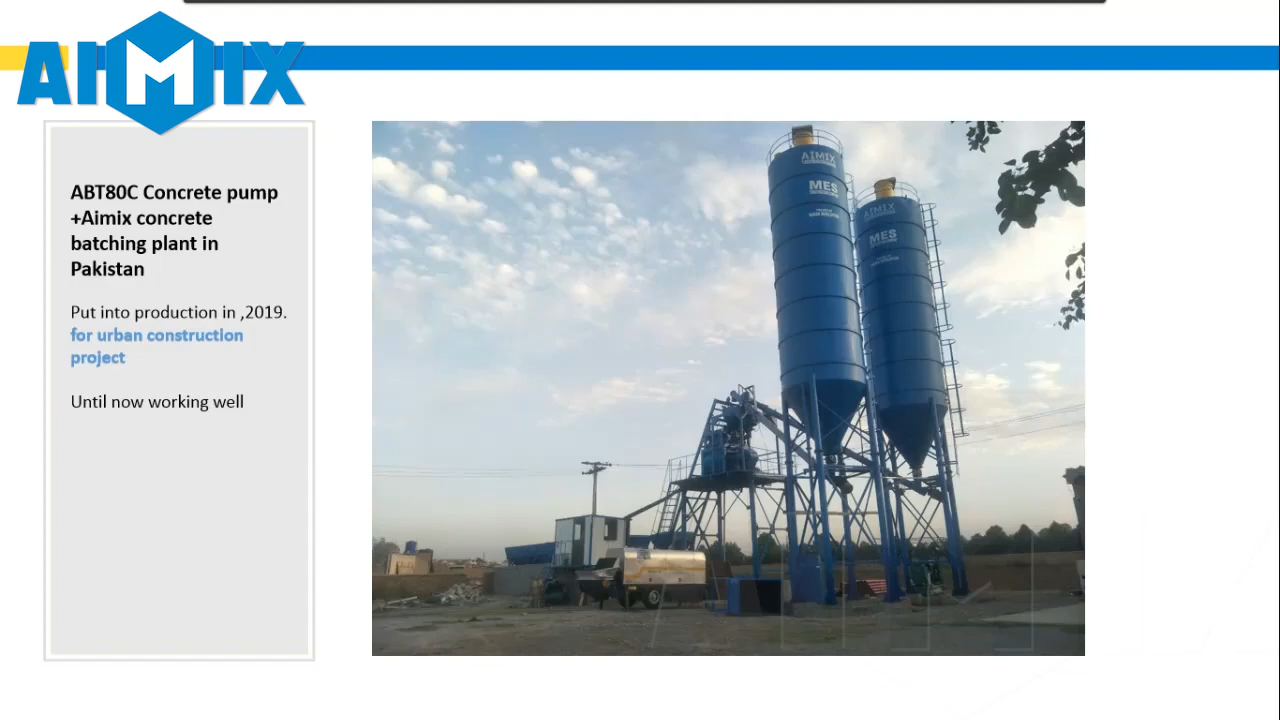 AIMIX
ABT80C Concrete pump
+Aimix concrete
batching plant in
Pakistan
Put into production in ,2019.
for urban construction
project
Until now working well
AIMIX
MES
AIMIX
MES